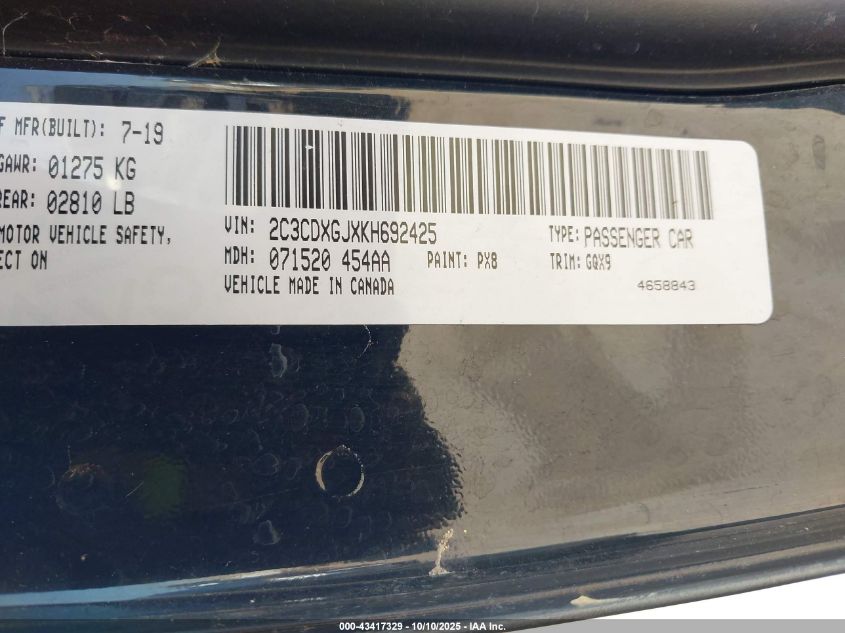 F MFR(BUILT): 7-19
GAWR: 01275 KG
REAR: 02810 LB
MOTOR VEHICLE SAFETY,
ECT ON
VIN: 2C3CDXGJXKH692425 TYPE: PASSENGER CAR
MDH: 071520 454AA PAINT: PX8 TRIM: GQX9
VEHICLE MADE IN CANADA 4658843
000-43417329 - 10/10/2025 - IAA Inc.